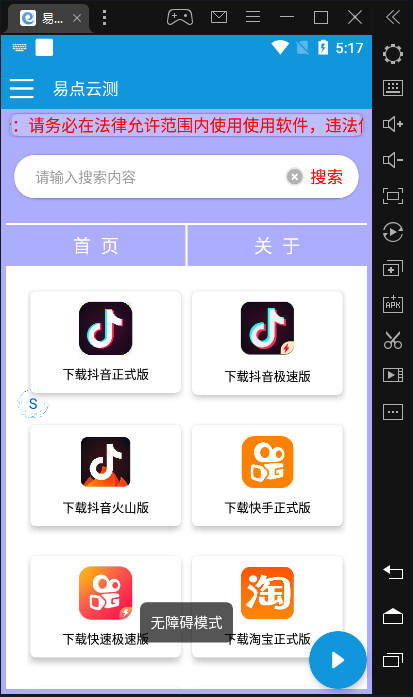 易...
5:17
易点云测
：请务必在法律允许范围内使用使用软件，违法
请输入搜索内容
搜索
首 页
关 于
下载抖音正式版
下载抖音极速版
S
下载抖音火山版
下载快手正式版
淘
下载快速极速版
下载淘宝正式版
无障碍模式
APK